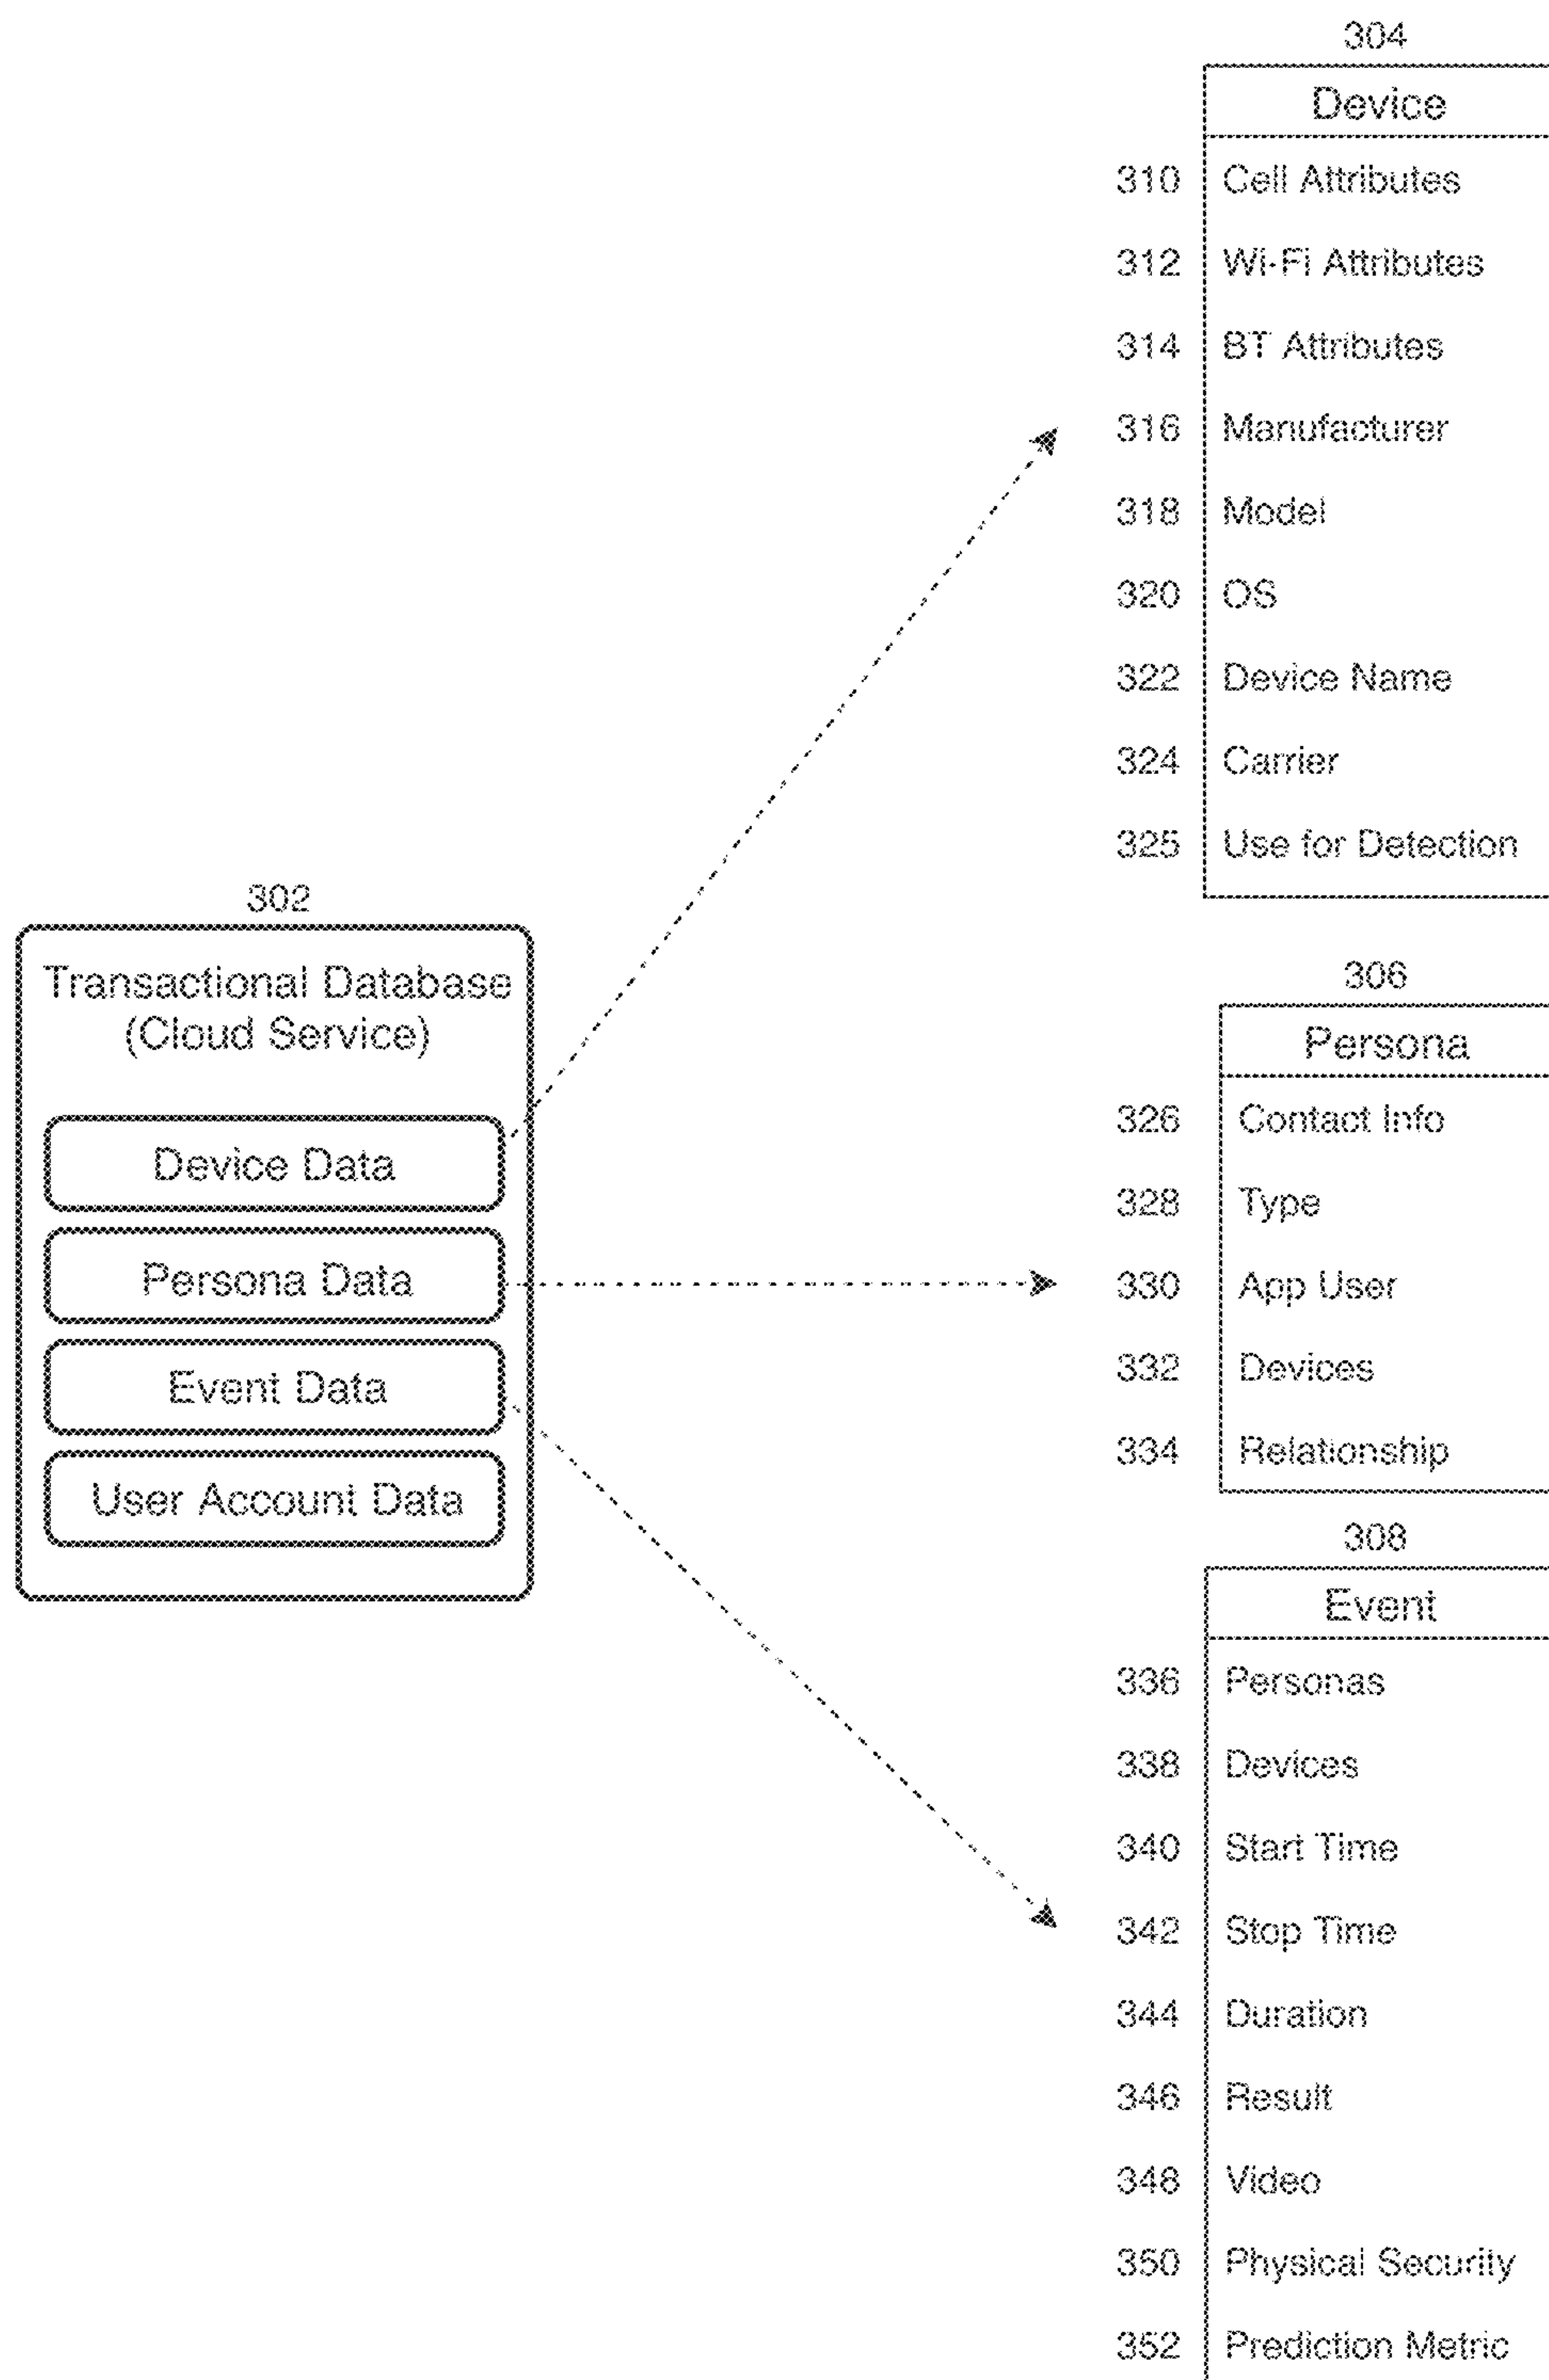 304
Device
310 Cell Attributes
312 Wi-Fi Attributes
314 BT Attributes
316 Manufacturer
318 Model
320 OS
322 Device Name
324 Carrier
325 Use for Detection
302
Transactional Database
(Cloud Service)
Device Data
Persona Data
Event Data
User Account Data
306
Persona
326 Contact Info
328 Type
330 App User
332 Devices
334 Relationship
308
Event
336 Personas
338 Devices
340 Start Time
342 Stop Time
344 Duration
346 Result
348 Video
350 Physical Security
352 Prediction Metric